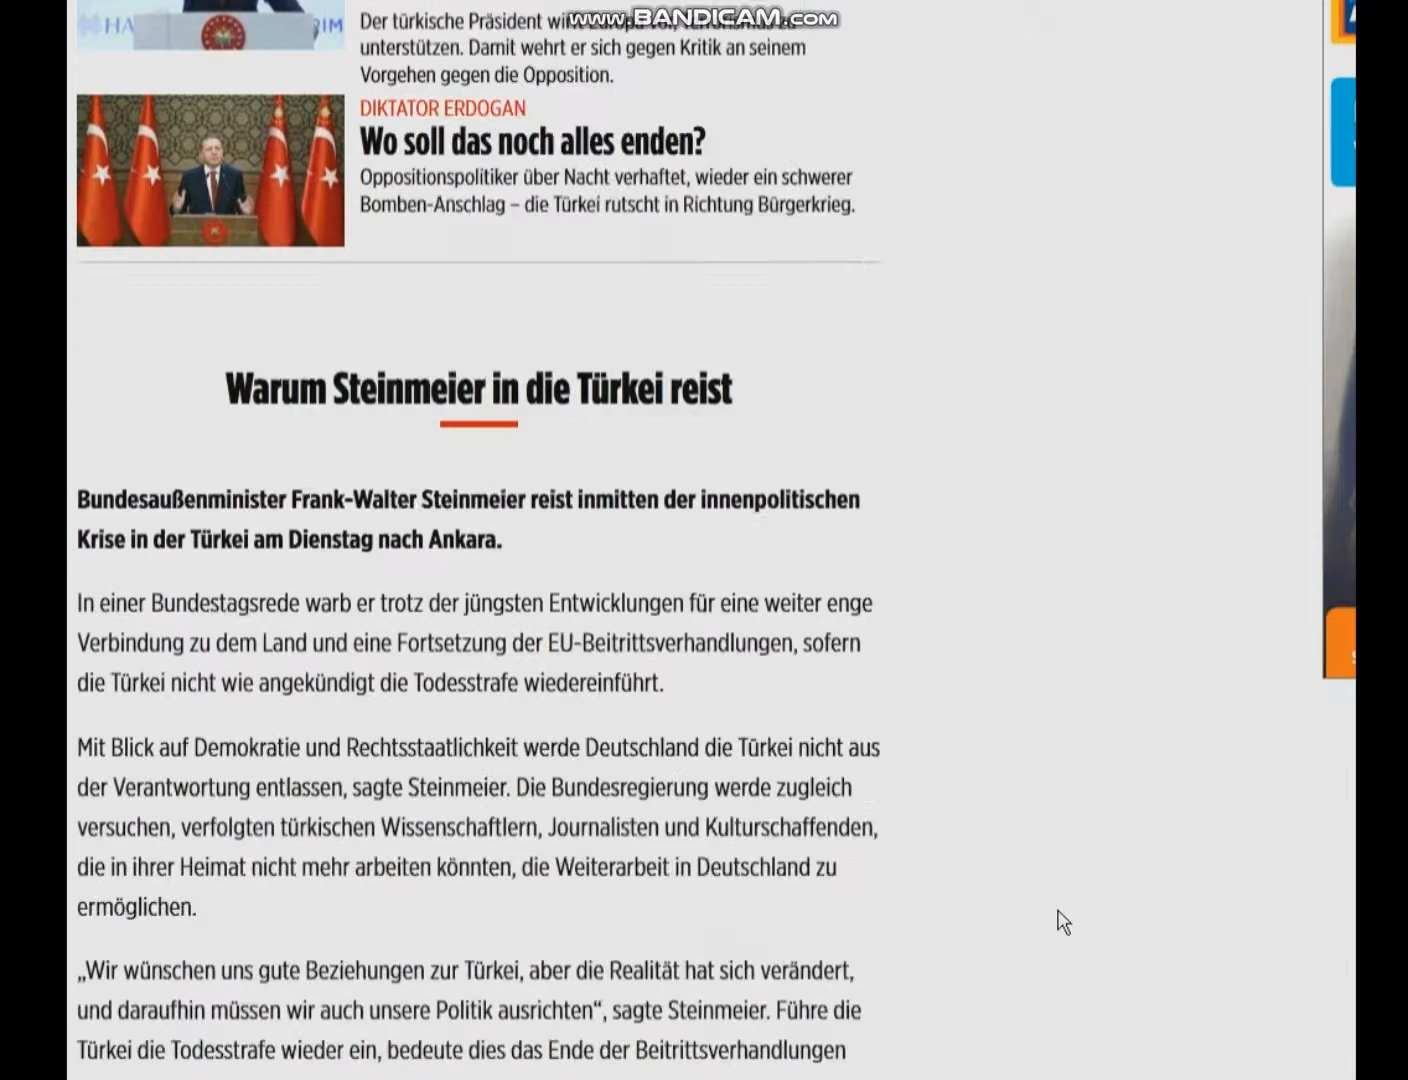 www.BANDICAM.com
Der türkische Präsident
unterstützen. Damit wehrt er sich gegen Kritik an seinem
Vorgehen gegen die Opposition.
DIKTATOR ERDOGAN
Wo soll das noch alles enden?
Oppositionspolitiker über Nacht verhaftet, wieder ein schwerer
Bomben-Anschlag – die Türkei rutscht in Richtung Bürgerkrieg.
Warum Steinmeier in die Türkei reist
Bundesaußenminister Frank-Walter Steinmeier reist inmitten der innenpolitischen
Krise in der Türkei am Dienstag nach Ankara.
In einer Bundestagsrede warb er trotz der jüngsten Entwicklungen für eine weiter enge
Verbindung zu dem Land und eine Fortsetzung der EU-Beitrittsverhandlungen, sofern
die Türkei nicht wie angekündigt die Todesstrafe wiedereinführt.
Mit Blick auf Demokratie und Rechtsstaatlichkeit werde Deutschland die Türkei nicht aus
der Verantwortung entlassen, sagte Steinmeier. Die Bundesregierung werde zugleich
versuchen, verfolgten türkischen Wissenschaftlern, Journalisten und Kulturschaffenden,
die in ihrer Heimat nicht mehr arbeiten könnten, die Weiterarbeit in Deutschland zu
ermöglichen.
„Wir wünschen uns gute Beziehungen zur Türkei, aber die Realität hat sich verändert,
und daraufhin müssen wir auch unsere Politik ausrichten“, sagte Steinmeier. Führe die
Türkei die Todesstrafe wieder ein, bedeute dies das Ende der Beitrittsverhandlungen